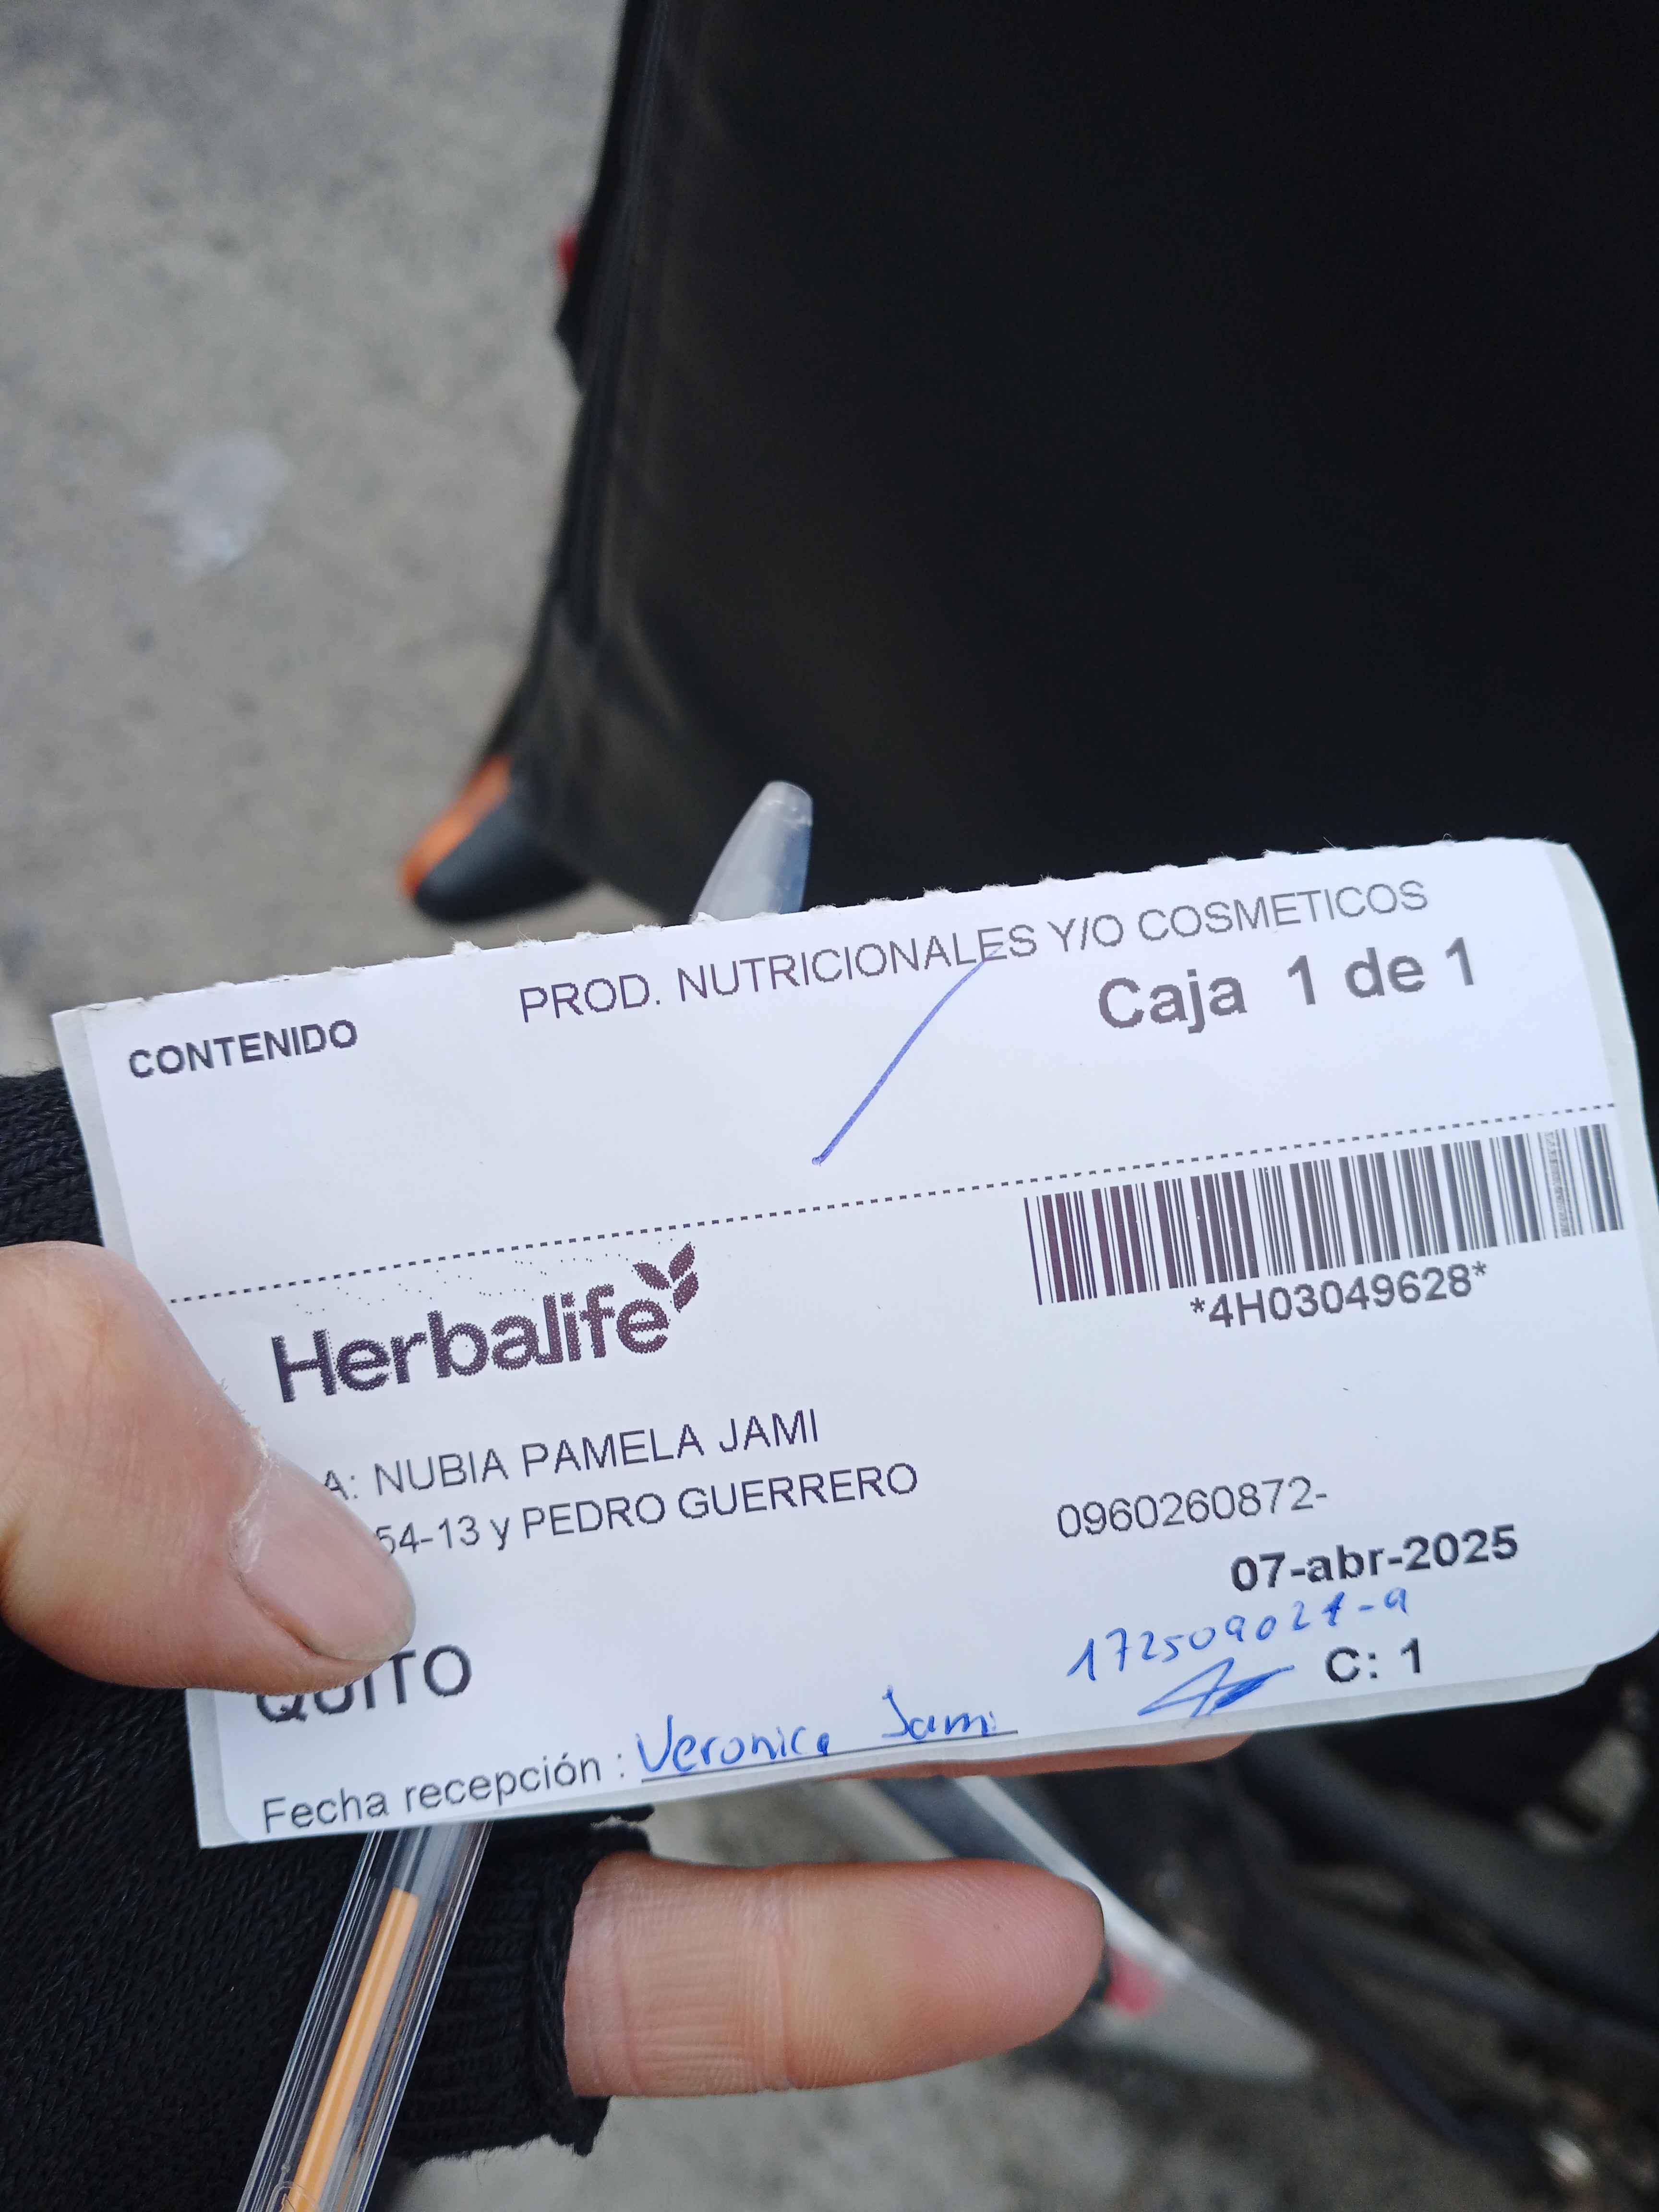 PROD. NUTRICIONALES Y/O COSMETICOS
CONTENIDO
Caja 1 de 1
*4H03049628*
Herbalife
A: NUBIA PAMELA JAMI
54-13 y PEDRO GUERRERO
0960260872-
07-abr-2025
172509021-9
QUITO
C: 1
Fecha recepción : Veronica Jami